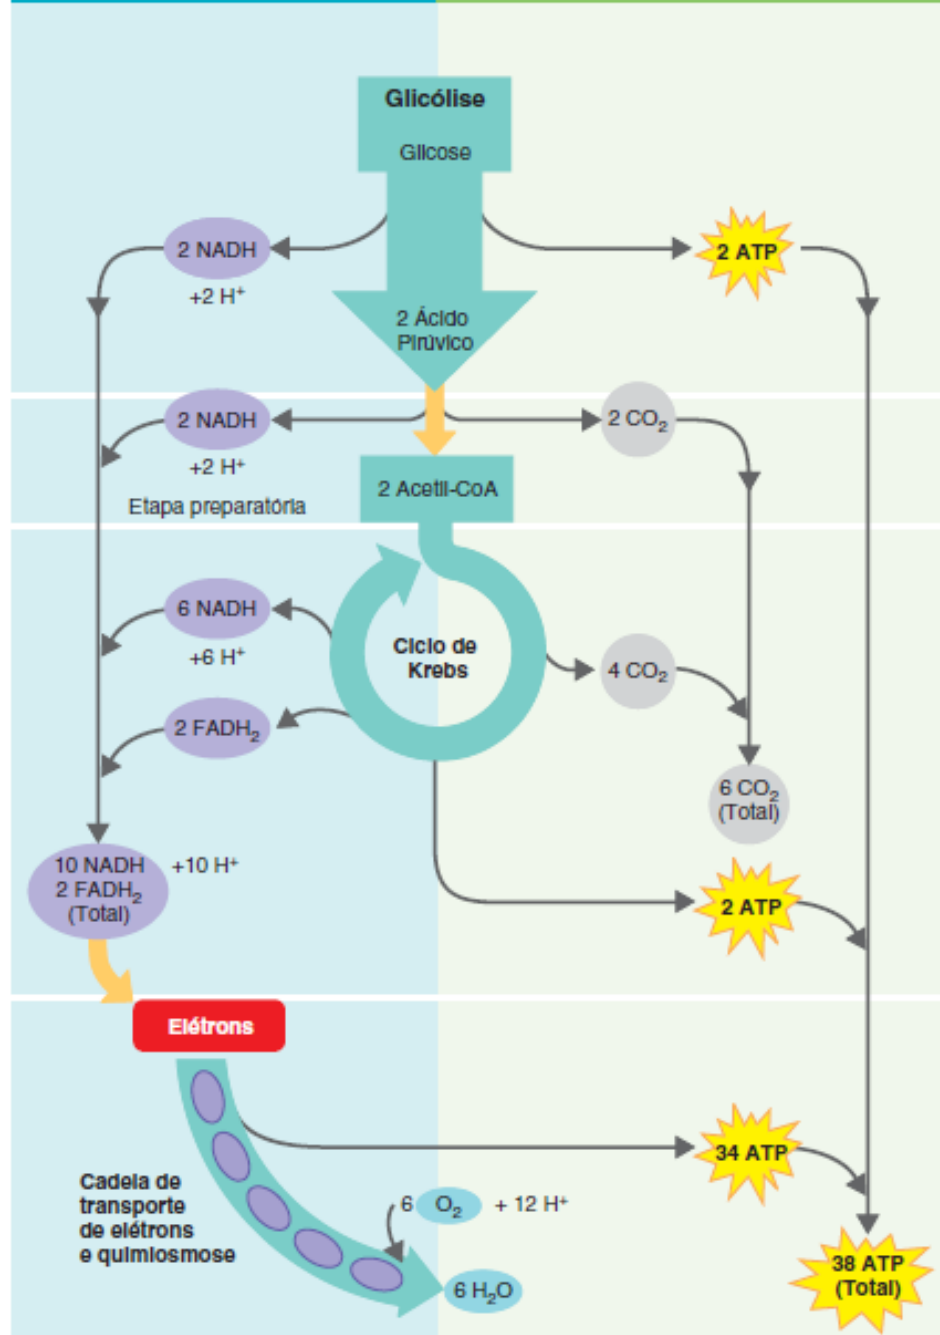 Glicólise
Glicose
2 NADH
+2 H⁺
2 ATP
2 Ácido
Pirúvico
2 NADH
+2 H⁺
2 CO₂
Etapa preparatória
2 Acetil-CoA
6 NADH
+6 H⁺
Ciclo de
Krebs
4 CO₂
2 FADH₂
6 CO₂
(Total)
10 NADH
2 FADH₂
(Total)
+10 H⁺
2 ATP
Elétrons
34 ATP
Cadeia de
transporte
de elétrons
e quimiosmose
6 O₂ + 12 H⁺
6 H₂O
38 ATP
(Total)